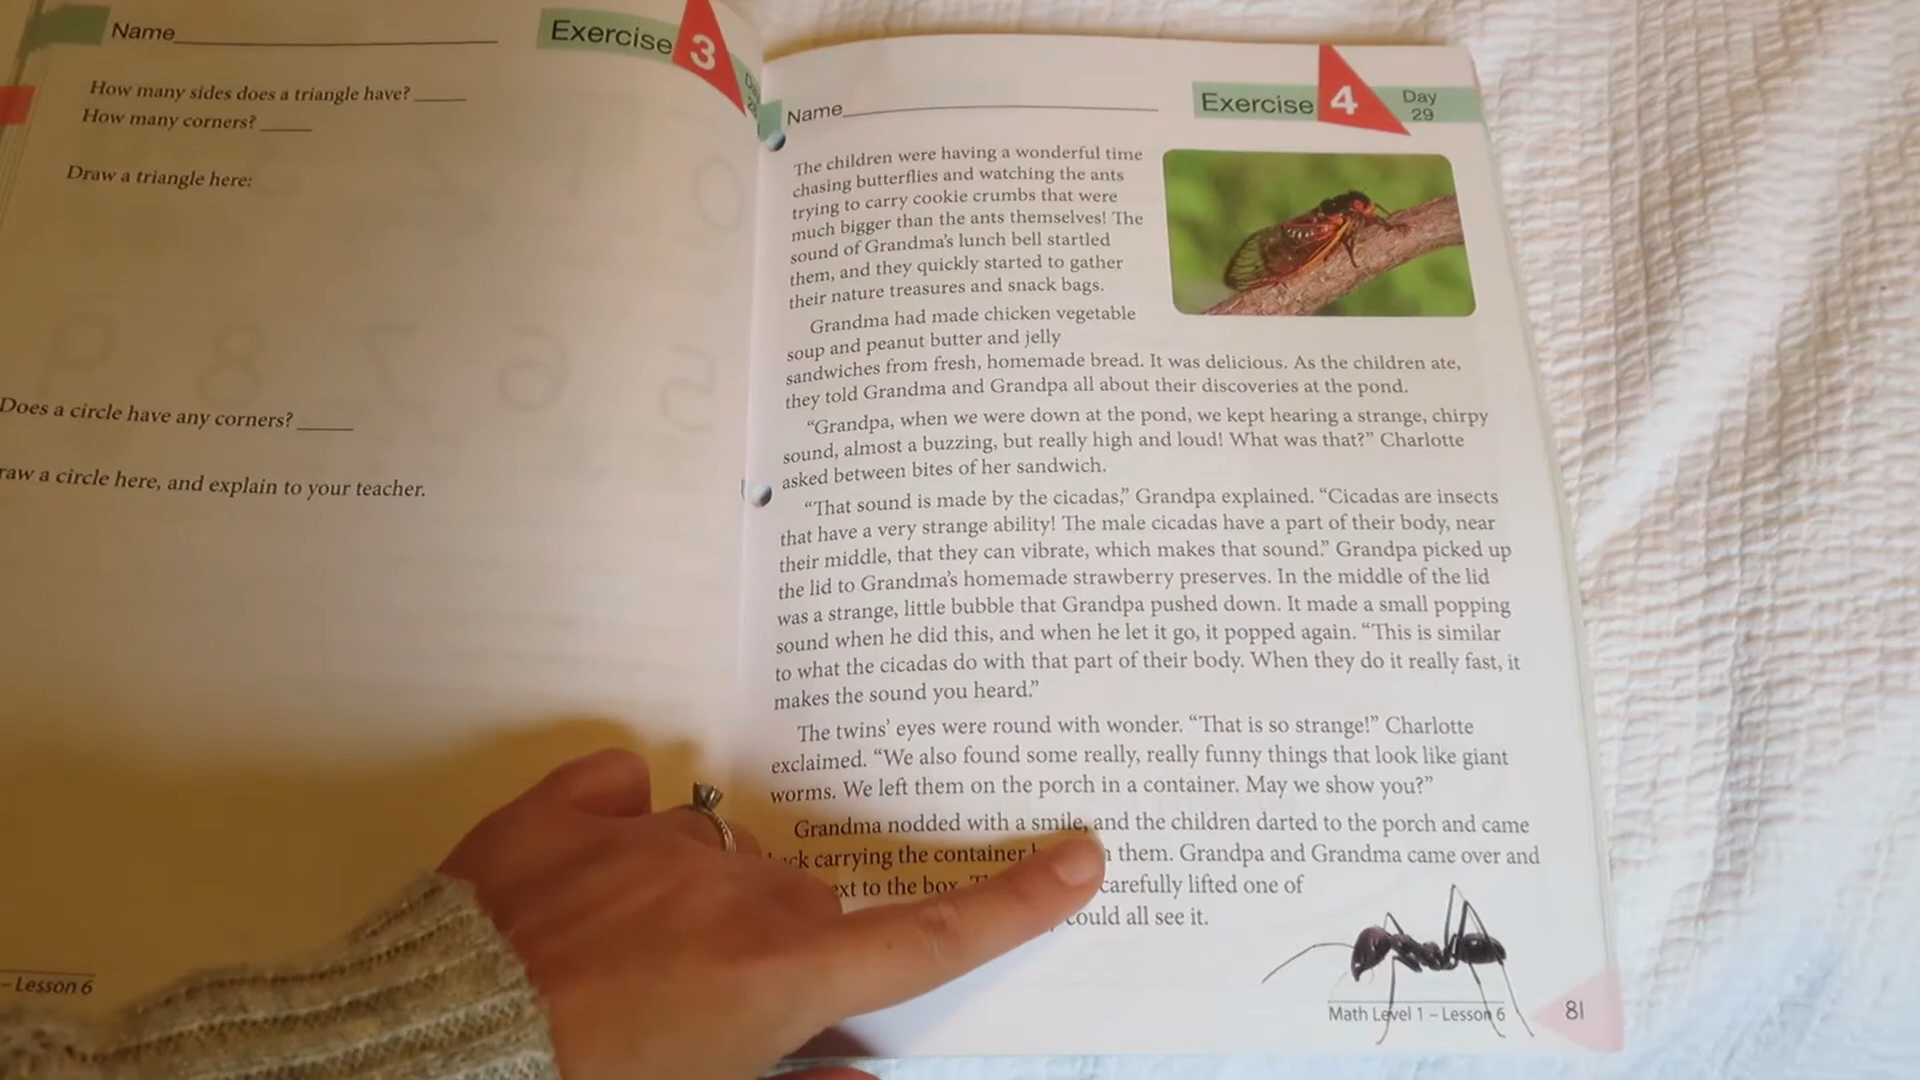 Name
Exercise 3
How many sides does a triangle have?
How many corners?
Draw a triangle here:
Does a circle have any corners?
raw a circle here, and explain to your teacher.
– Lesson 6
Name
Exercise 4
Day
29
The children were having a wonderful time
chasing butterflies and watching the ants
trying to carry cookie crumbs that were
much bigger than the ants themselves! The
sound of Grandma's lunch bell startled
them, and they quickly started to gather
their nature treasures and snack bags.
Grandma had made chicken vegetable
soup and peanut butter and jelly
sandwiches from fresh, homemade bread. It was delicious. As the children ate,
they told Grandma and Grandpa all about their discoveries at the pond.
“Grandpa, when we were down at the pond, we kept hearing a strange, chirpy
sound, almost a buzzing, but really high and loud! What was that?” Charlotte
asked between bites of her sandwich.
“That sound is made by the cicadas,” Grandpa explained. “Cicadas are insects
that have a very strange ability! The male cicadas have a part of their body, near
their middle, that they can vibrate, which makes that sound.” Grandpa picked up
the lid to Grandma's homemade strawberry preserves. In the middle of the lid
was a strange, little bubble that Grandpa pushed down. It made a small popping
sound when he did this, and when he let it go, it popped again. “This is similar
to what the cicadas do with that part of their body. When they do it really fast, it
makes the sound you heard.”
The twins’ eyes were round with wonder. “That is so strange!” Charlotte
exclaimed. “We also found some really, really funny things that look like giant
worms. We left them on the porch in a container. May we show you?”
Grandma nodded with a smile, and the children darted to the porch and came
ck carrying the container them. Grandpa and Grandma came over and
ext to the box. carefully lifted one of
could all see it.
Math Level 1 – Lesson 6
81